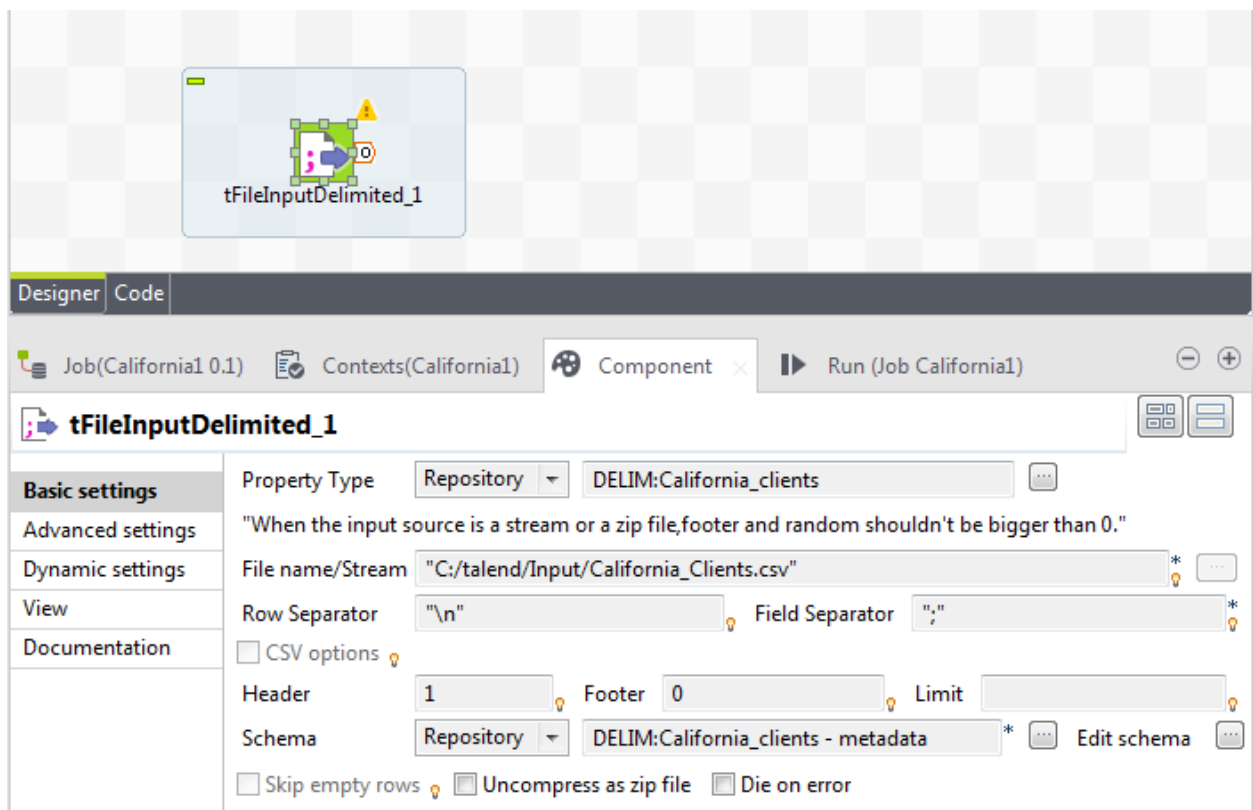 tFileInputDelimited_1
Designer Code
Job(California1 0.1) Contexts(California1) Component Run (Job California1)
tFileInputDelimited_1
Basic settings
Advanced settings
Dynamic settings
View
Documentation
Property Type Repository DELIM:California_clients ...
"When the input source is a stream or a zip file,footer and random shouldn't be bigger than 0."
File name/Stream "C:/talend/Input/California_Clients.csv" * ...
Row Separator "\n" Field Separator ";" *
CSV options
Header 1 Footer 0 Limit
Schema Repository DELIM:California_clients - metadata * ... Edit schema ...
Skip empty rows Uncompress as zip file Die on error